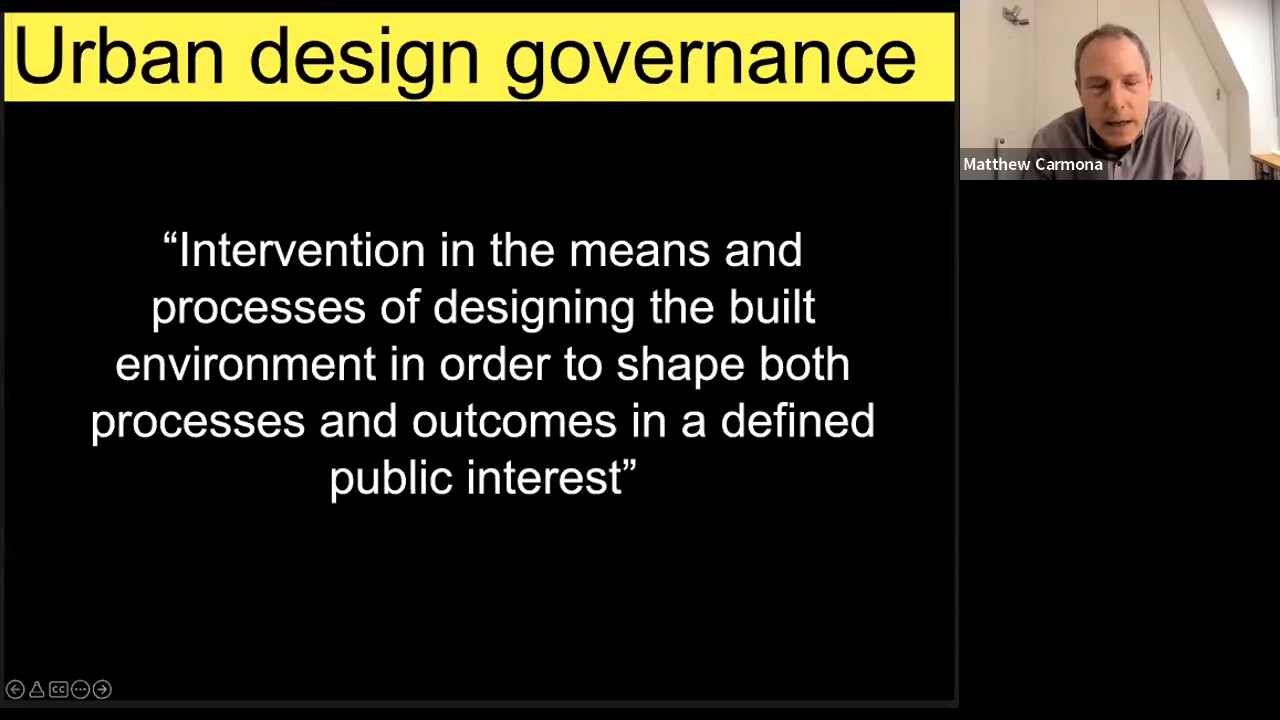 Urban design governance
“Intervention in the means and
processes of designing the built
environment in order to shape both
processes and outcomes in a defined
public interest”
Matthew Carmona
CC